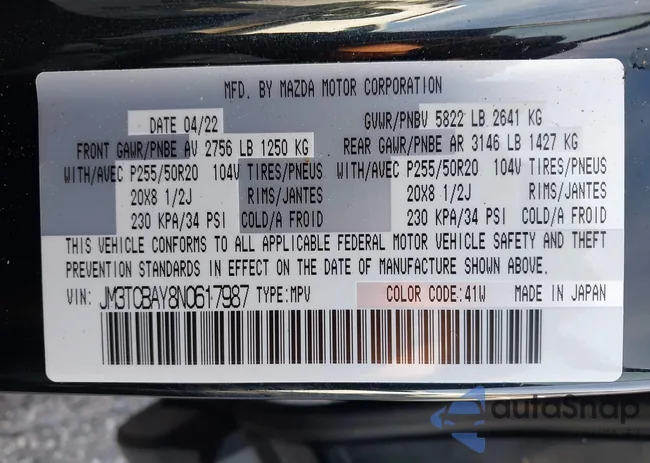 MFD. BY MAZDA MOTOR CORPORATION
DATE 04/22 GVWR/PNBV 5822 LB 2641 KG
FRONT GAWR/PNBE AV 2756 LB 1250 KG REAR GAWR/PNBE AR 3146 LB 1427 KG
WITH/AVEC P255/50R20 104V TIRES/PNEUS WITH/AVEC P255/50R20 104V TIRES/PNEUS
20X8 1/2J RIMS/JANTES 20X8 1/2J RIMS/JANTES
230 KPA/34 PSI COLD/A FROID 230 KPA/34 PSI COLD/A FROID
THIS VEHICLE CONFORMS TO ALL APPLICABLE FEDERAL MOTOR VEHICLE SAFETY AND THEFT
PREVENTION STANDARDS IN EFFECT ON THE DATE OF MANUFACTURE SHOWN ABOVE.
VIN: JM3TCBAY8N0617987 TYPE:MPV COLOR CODE:41W MADE IN JAPAN
autoSnap